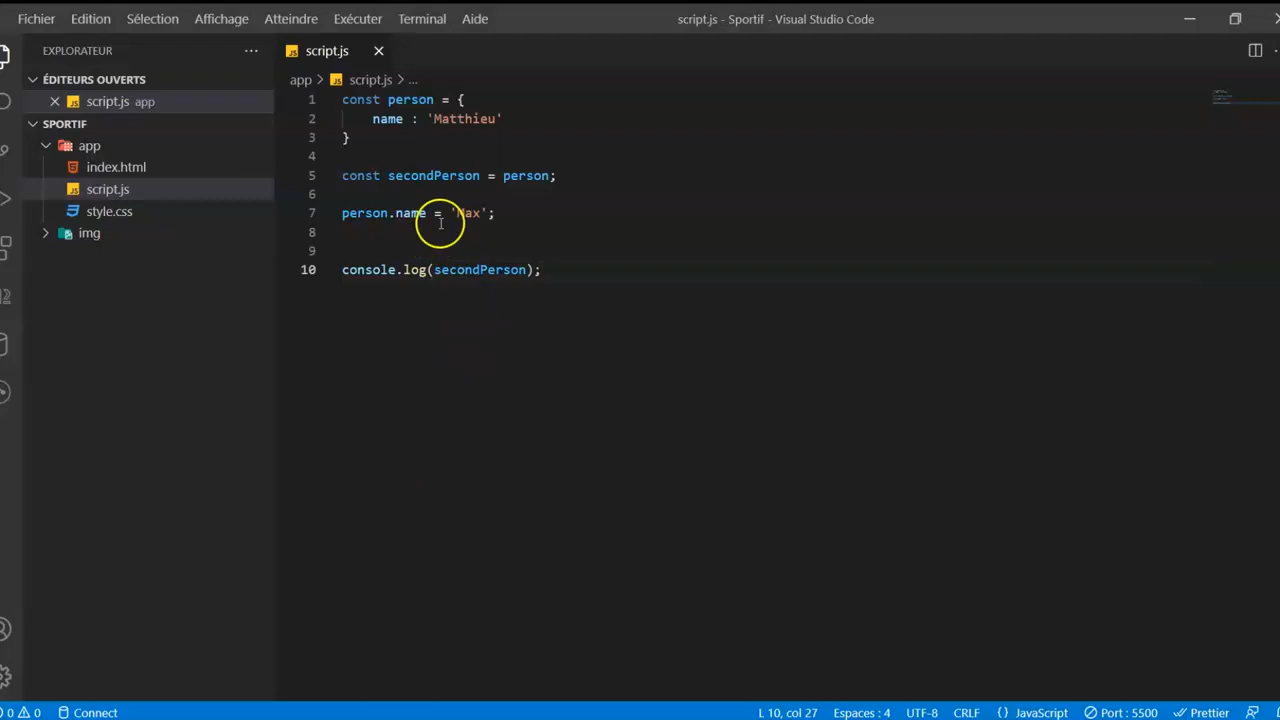 Fichier Edition Sélection Affichage Atteindre Exécuter Terminal Aide script.js - Sportif - Visual Studio Code
EXPLORATEUR ... script.js
ÉDITEURS OUVERTS
app > script.js > ...
script.js app
SPORTIF
app
index.html
script.js
style.css
img
1 const person = {
2 name : 'Matthieu'
3 }
4
5 const secondPerson = person;
6
7 person.name = 'Max';
8
9
10 console.log(secondPerson);
0 0 Connect L 10, col 27 Espaces : 4 UTF-8 CRLF {} JavaScript Port : 5500 Prettier